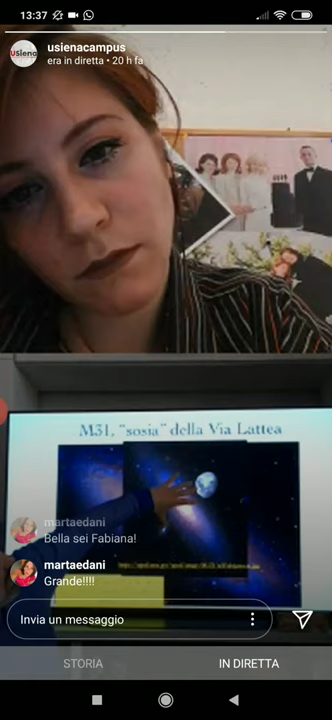 13:37
usienacampus
USiena
era in diretta • 20 h fa
M31, "sosia" della Via Lattea
martaedani
Bella sei Fabiana!
martaedani
Grande!!!!
Invia un messaggio
STORIA
IN DIRETTA